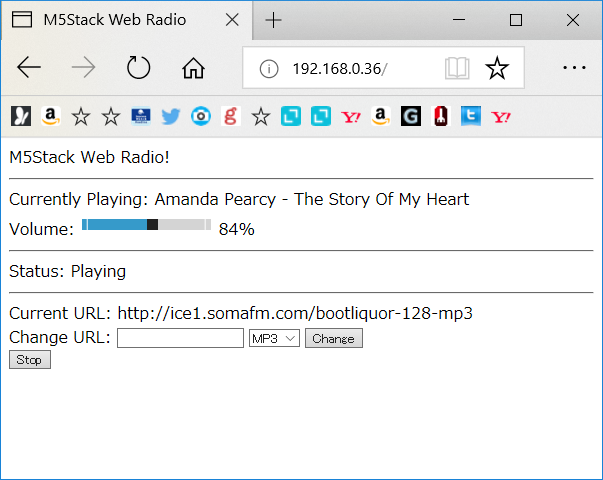 M5Stack Web Radio
192.168.0.36/
M5Stack Web Radio!
Currently Playing: Amanda Pearcy - The Story Of My Heart
Volume: 84%
Status: Playing
Current URL: http://ice1.somafm.com/bootliquor-128-mp3
Change URL: MP3 Change
Stop